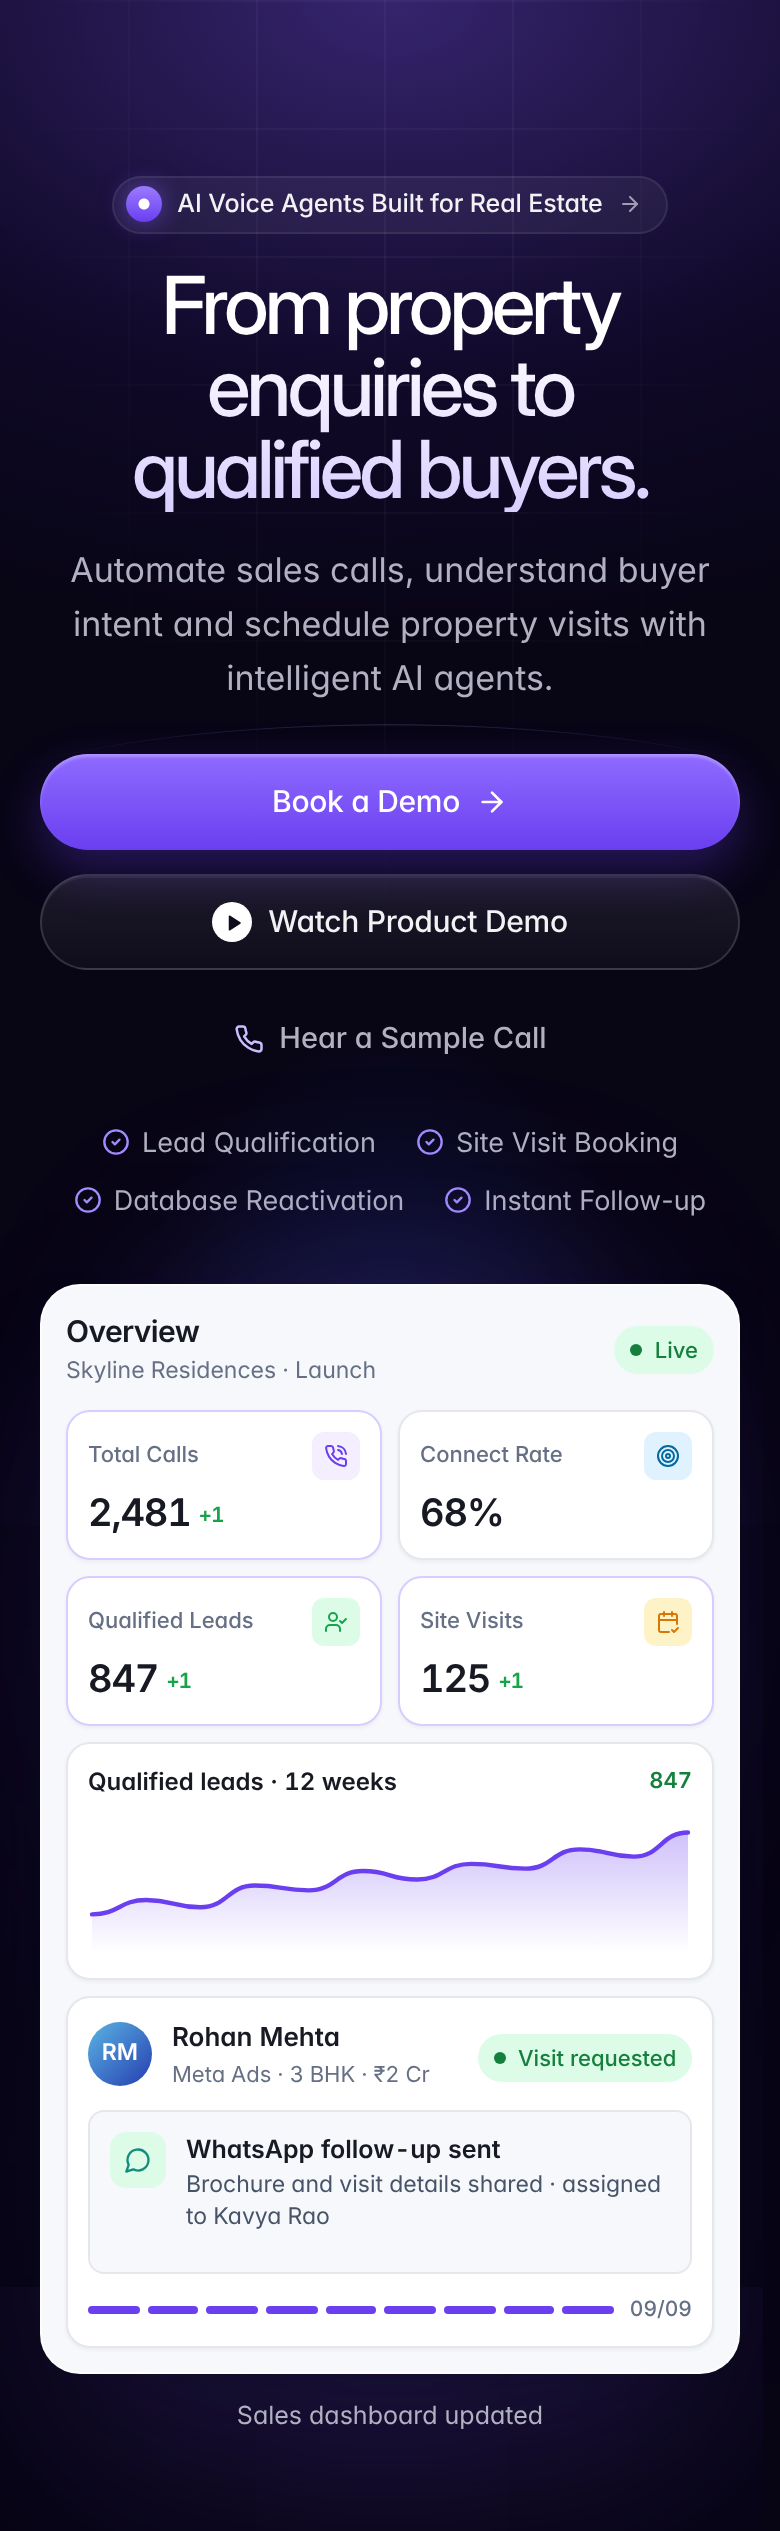 AI Voice Agents Built for Real Estate →
From property
enquiries to
qualified buyers.
Automate sales calls, understand buyer
intent and schedule property visits with
intelligent AI agents.
Book a Demo →
Watch Product Demo
Hear a Sample Call
Lead Qualification Site Visit Booking
Database Reactivation Instant Follow-up
Overview
Skyline Residences · Launch
Live
Total Calls
2,481 +1
Connect Rate
68%
Qualified Leads
847 +1
Site Visits
125 +1
Qualified leads · 12 weeks
847
RM
Rohan Mehta
Meta Ads · 3 BHK · ₹2 Cr
Visit requested
WhatsApp follow-up sent
Brochure and visit details shared · assigned
to Kavya Rao
09/09
Sales dashboard updated